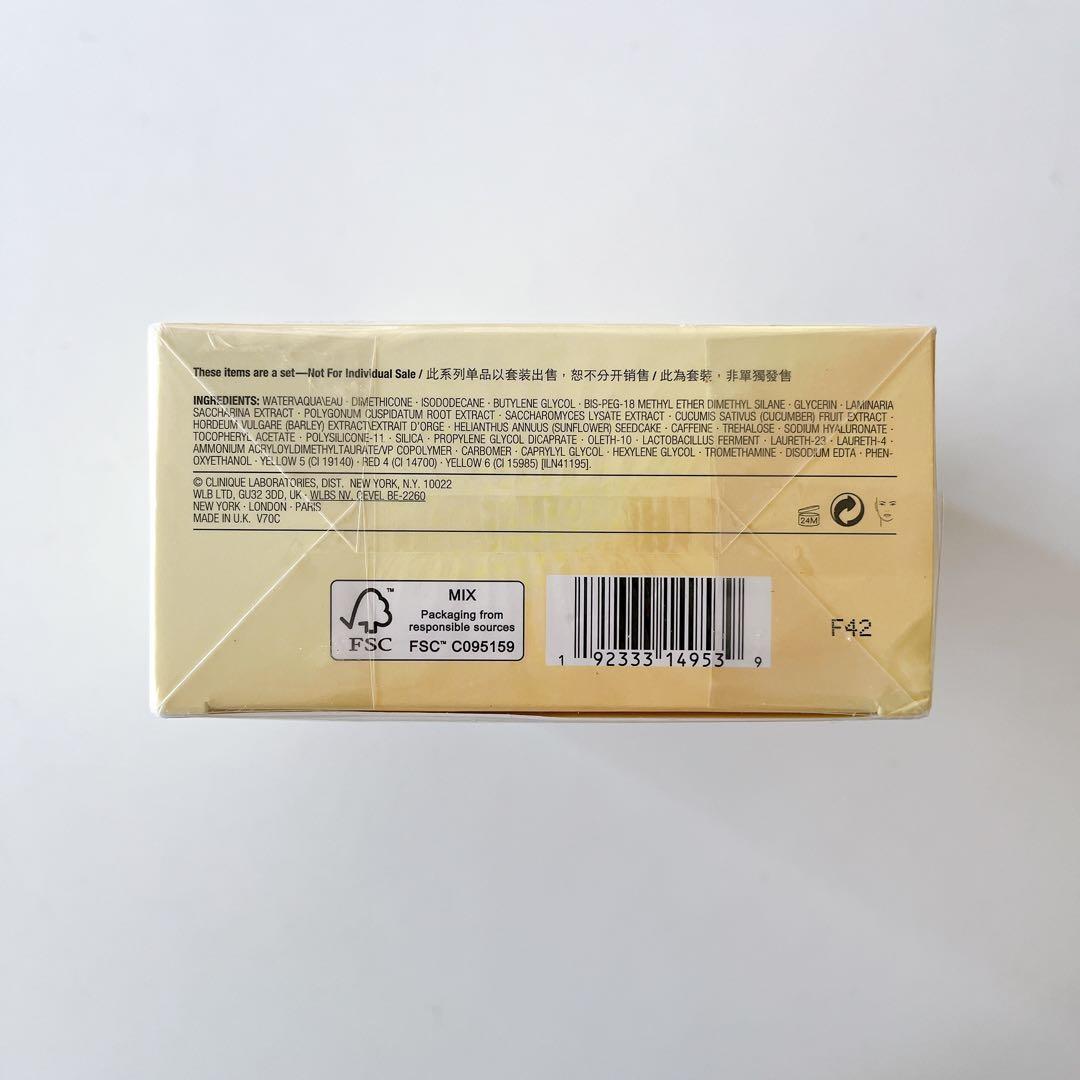 These items are a set—Not For Individual Sale / 此系列单品以套装出售，恕不分开销售 / 此為套裝，非單獨發售
INGREDIENTS: WATER\AQUA\EAU · DIMETHICONE · ISODODECANE · BUTYLENE GLYCOL · BIS-PEG-18 METHYL ETHER DIMETHYL SILANE · GLYCERIN · LAMINARIA
SACCHARINA EXTRACT · POLYGONUM CUSPIDATUM ROOT EXTRACT · SACCHAROMYCES LYSATE EXTRACT · CUCUMIS SATIVUS (CUCUMBER) FRUIT EXTRACT ·
HORDEUM VULGARE (BARLEY) EXTRACT\EXTRAIT D'ORGE · HELIANTHUS ANNUUS (SUNFLOWER) SEEDCAKE · CAFFEINE · TREHALOSE · SODIUM HYALURONATE ·
TOCOPHERYL ACETATE · POLYSILICONE-11 · SILICA · PROPYLENE GLYCOL DICAPRATE · OLETH-10 · LACTOBACILLUS FERMENT · LAURETH-23 · LAURETH-4 ·
AMMONIUM ACRYLOYLDIMETHYLTAURATE/VP COPOLYMER · CARBOMER · CAPRYLYL GLYCOL · HEXYLENE GLYCOL · TROMETHAMINE · DISODIUM EDTA · PHEN-
OXYETHANOL · YELLOW 5 (CI 19140) · RED 4 (CI 14700) · YELLOW 6 (CI 15985) [ILN41195].
© CLINIQUE LABORATORIES, DIST. NEW YORK, N.Y. 10022
WLB LTD, GU32 3DD, UK · WLBS NV, OEVEL BE-2260
NEW YORK · LONDON · PARIS
MADE IN U.K. V70C
24M
MIX
Packaging from
responsible sources
FSC™ C095159
FSC
™
1 92333 14953 9
F42